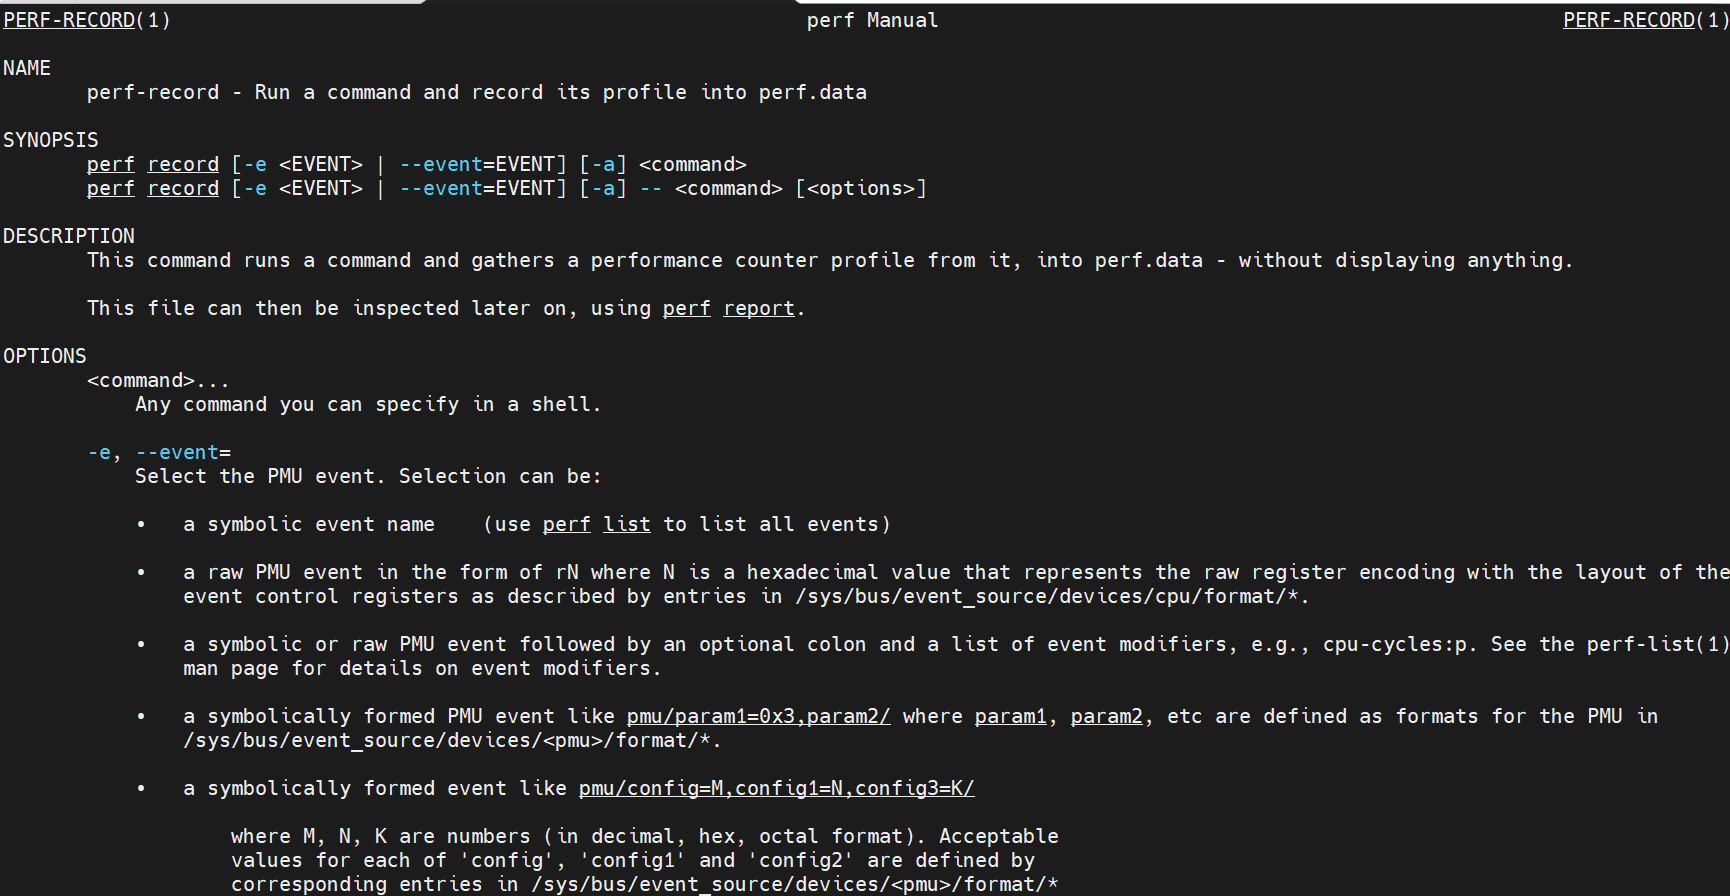 PERF-RECORD(1) perf Manual PERF-RECORD(1)
NAME
perf-record - Run a command and record its profile into perf.data
SYNOPSIS
perf record [-e <EVENT> | --event=EVENT] [-a] <command>
perf record [-e <EVENT> | --event=EVENT] [-a] -- <command> [<options>]
DESCRIPTION
This command runs a command and gathers a performance counter profile from it, into perf.data - without displaying anything.
This file can then be inspected later on, using perf report.
OPTIONS
<command>...
Any command you can specify in a shell.
-e, --event=
Select the PMU event. Selection can be:
• a symbolic event name (use perf list to list all events)
• a raw PMU event in the form of rN where N is a hexadecimal value that represents the raw register encoding with the layout of the
event control registers as described by entries in /sys/bus/event_source/devices/cpu/format/*.
• a symbolic or raw PMU event followed by an optional colon and a list of event modifiers, e.g., cpu-cycles:p. See the perf-list(1)
man page for details on event modifiers.
• a symbolically formed PMU event like pmu/param1=0x3,param2/ where param1, param2, etc are defined as formats for the PMU in
/sys/bus/event_source/devices/<pmu>/format/*.
• a symbolically formed event like pmu/config=M,config1=N,config3=K/
where M, N, K are numbers (in decimal, hex, octal format). Acceptable
values for each of 'config', 'config1' and 'config2' are defined by
corresponding entries in /sys/bus/event_source/devices/<pmu>/format/*